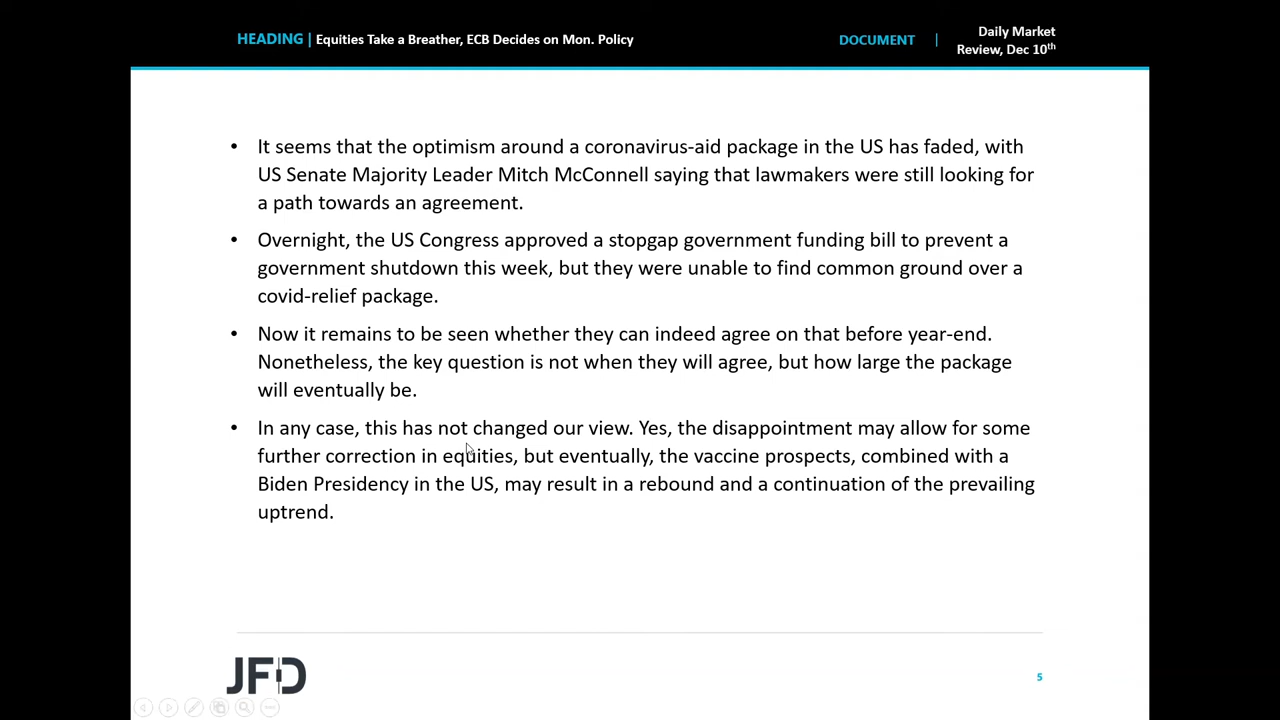 HEADING | Equities Take a Breather, ECB Decides on Mon. Policy
DOCUMENT | Daily Market
Review, Dec 10th
• It seems that the optimism around a coronavirus-aid package in the US has faded, with
US Senate Majority Leader Mitch McConnell saying that lawmakers were still looking for
a path towards an agreement.
• Overnight, the US Congress approved a stopgap government funding bill to prevent a
government shutdown this week, but they were unable to find common ground over a
covid-relief package.
• Now it remains to be seen whether they can indeed agree on that before year-end.
Nonetheless, the key question is not when they will agree, but how large the package
will eventually be.
• In any case, this has not changed our view. Yes, the disappointment may allow for some
further correction in equities, but eventually, the vaccine prospects, combined with a
Biden Presidency in the US, may result in a rebound and a continuation of the prevailing
uptrend.
JFD
5